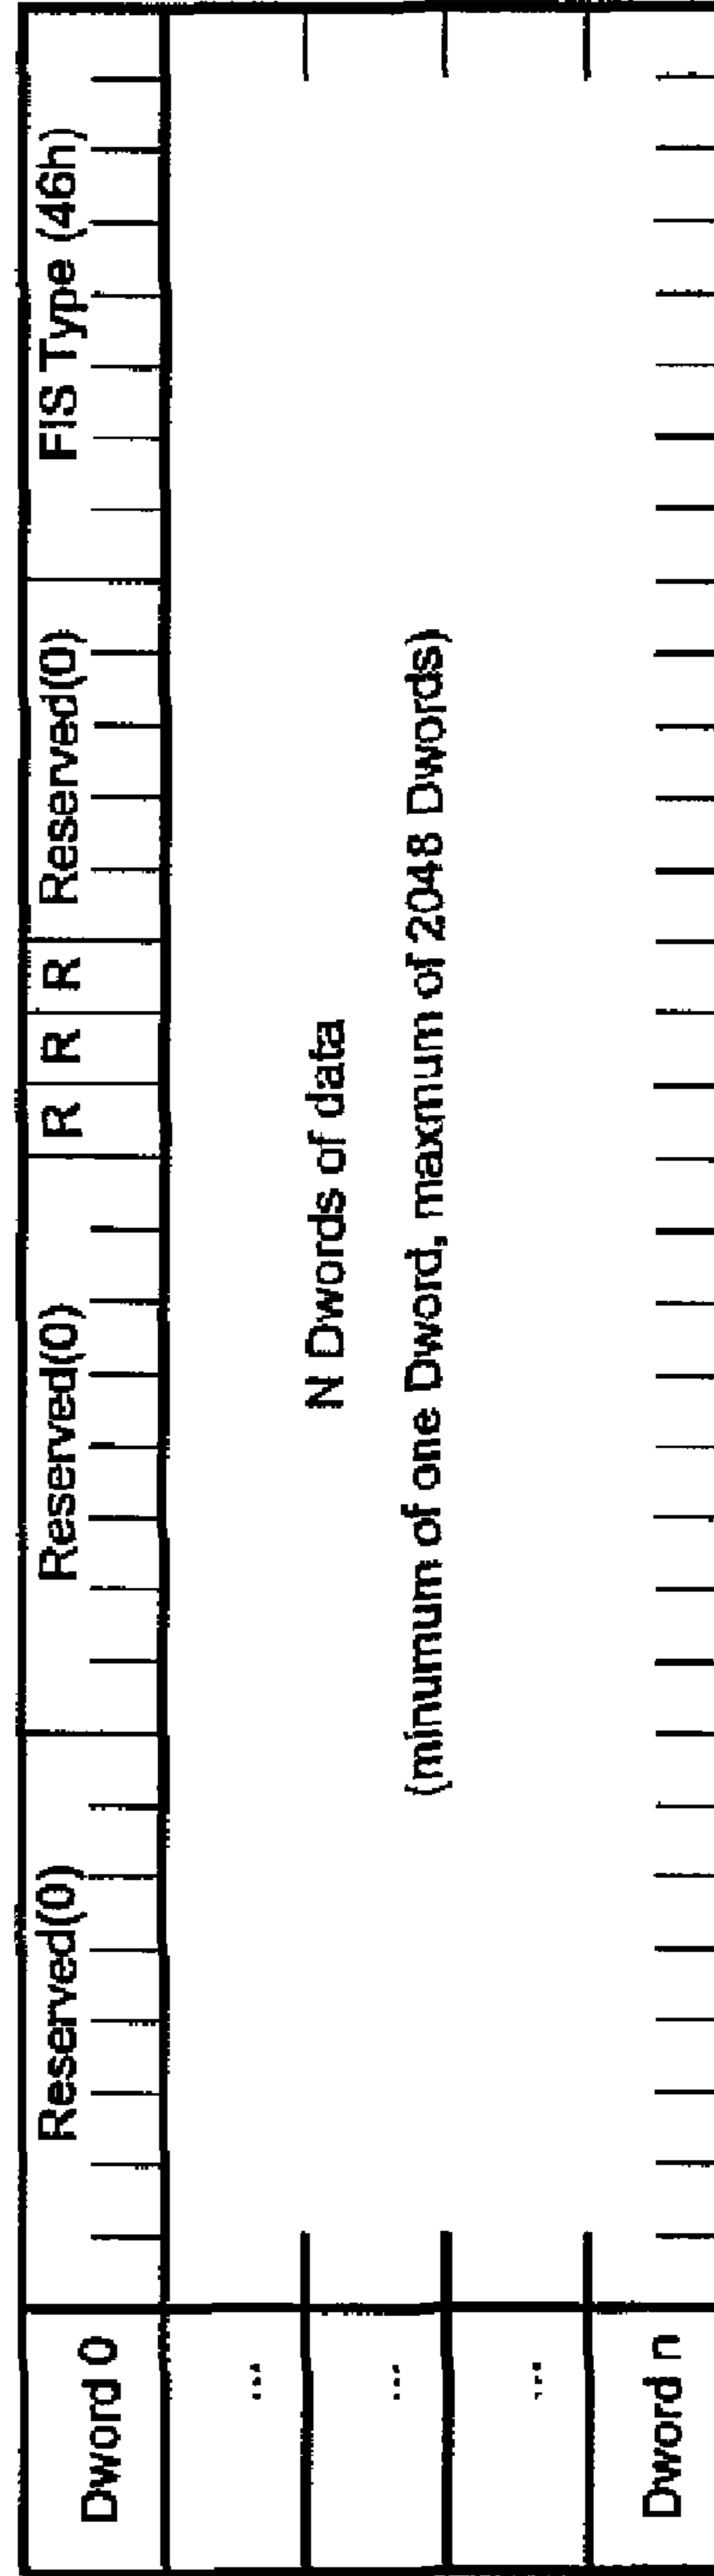 Dword 0 Reserved(0) Reserved(0) R R R Reserved(0) FIS Type (46h)
...
N Dwords of data
...
(minumum of one Dword, maxmum of 2048 Dwords)
...
Dword n